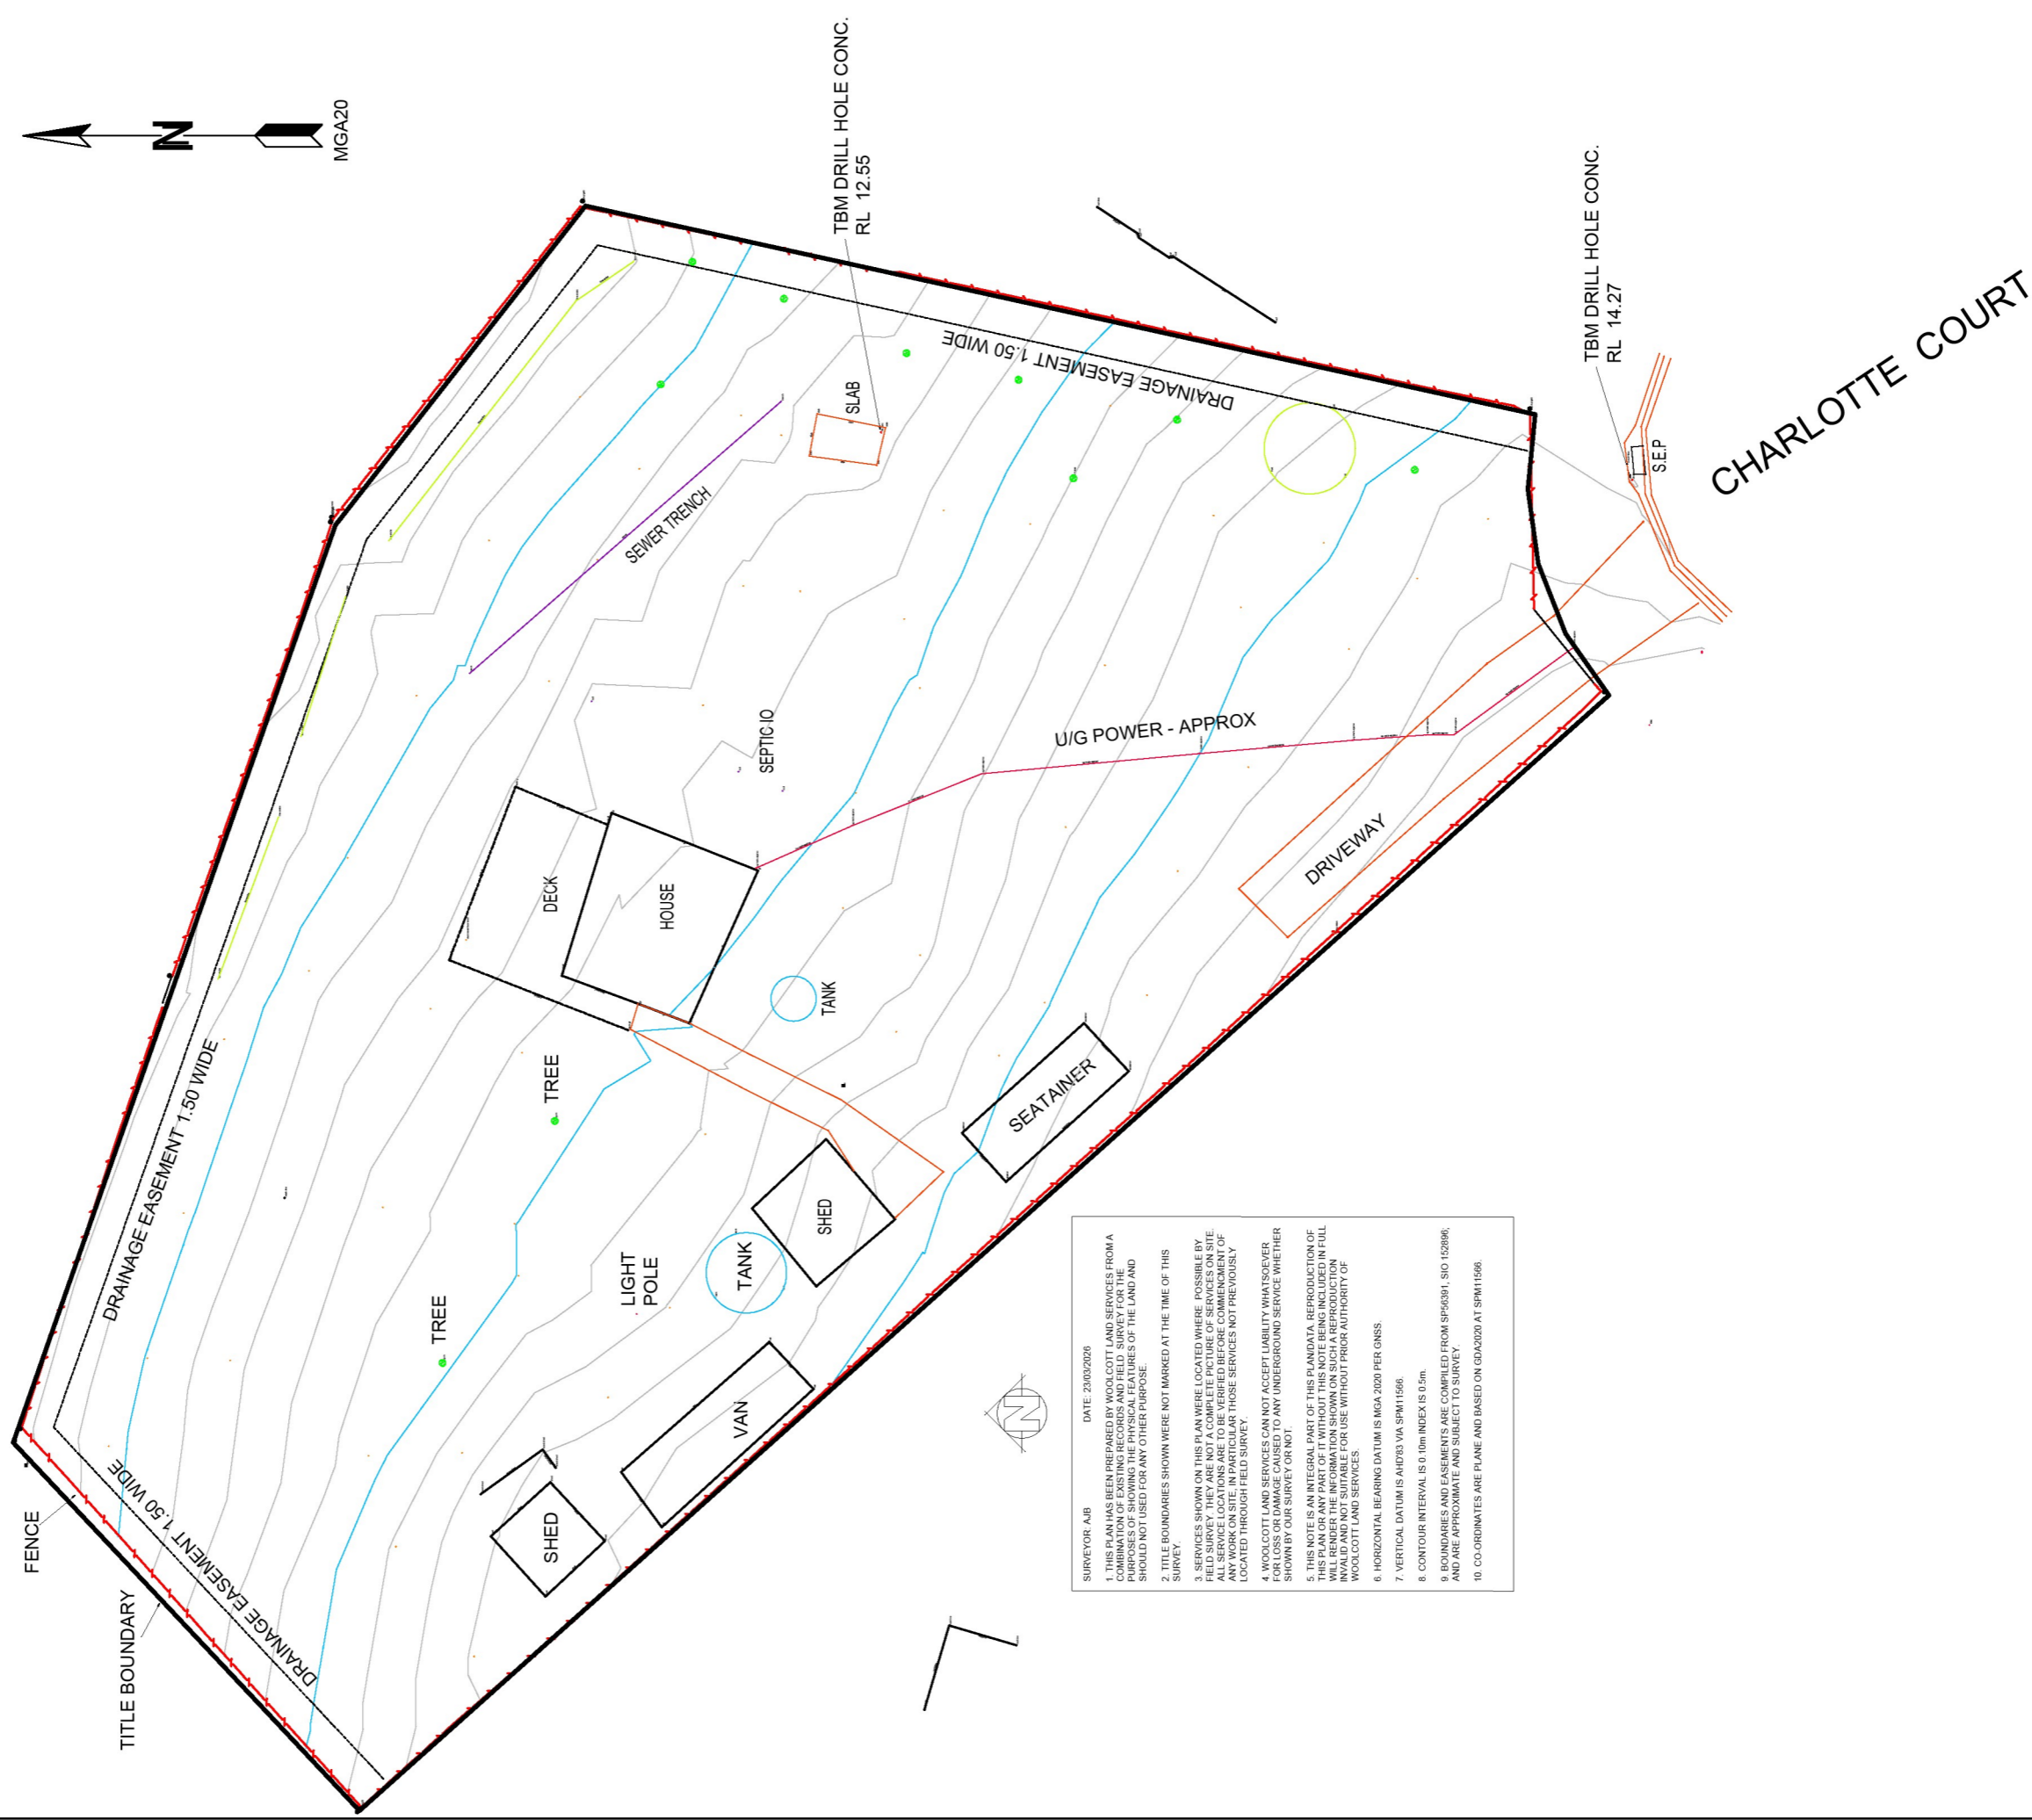 N
MGA20
TBM DRILL HOLE CONC.
RL 12.55
TBM DRILL HOLE CONC.
RL 14.27
CHARLOTTE COURT
S.E.P
FENCE
TITLE BOUNDARY
DRAINAGE EASEMENT 1.50 WIDE
DRAINAGE EASEMENT 1.50 WIDE
DRAINAGE EASEMENT 1.50 WIDE
SLAB
SEWER TRENCH
SEPTIC IO
U/G POWER - APPROX
DECK
HOUSE
TANK
TREE
TREE
LIGHT
POLE
TANK
SHED
SEATAINER
DRIVEWAY
VAN
SHED
N
SURVEYOR: AJB DATE: 23/03/2026
1. THIS PLAN HAS BEEN PREPARED BY WOOLCOTT LAND SERVICES FROM A
COMBINATION OF EXISTING RECORDS AND FIELD SURVEY FOR THE
PURPOSES OF SHOWING THE PHYSICAL FEATURES OF THE LAND AND
SHOULD NOT USED FOR ANY OTHER PURPOSE.
2. TITLE BOUNDARIES SHOWN WERE NOT MARKED AT THE TIME OF THIS
SURVEY.
3. SERVICES SHOWN ON THIS PLAN WERE LOCATED WHERE POSSIBLE BY
FIELD SURVEY. THEY ARE NOT A COMPLETE PICTURE OF SERVICES ON SITE.
ALL SERVICE LOCATIONS ARE TO BE VERIFIED BEFORE COMMENCMENT OF
ANY WORK ON SITE, IN PARTICULAR THOSE SERVICES NOT PREVIOUSLY
LOCATED THROUGH FIELD SURVEY.
4. WOOLCOTT LAND SERVICES CAN NOT ACCEPT LIABILITY WHATSOEVER
FOR LOSS OR DAMAGE CAUSED TO ANY UNDERGROUND SERVICE WHETHER
SHOWN BY OUR SURVEY OR NOT.
5. THIS NOTE IS AN INTEGRAL PART OF THIS PLAN/DATA. REPRODUCTION OF
THIS PLAN OR ANY PART OF IT WITHOUT THIS NOTE BEING INCLUDED IN FULL
WILL RENDER THE INFORMATION SHOWN ON SUCH A REPRODUCTION
INVALID AND NOT SUITABLE FOR USE WITHOUT PRIOR AUTHORITY OF
WOOLCOTT LAND SERVICES.
6. HORIZONTAL BEARING DATUM IS MGA 2020 PER GNSS.
7. VERTICAL DATUM IS AHD83 VIA SPM11566.
8. CONTOUR INTERVAL IS 0.10m INDEX IS 0.5m.
9. BOUNDARIES AND EASEMENTS ARE COMPILED FROM SP56391, SIO 152896,
AND ARE APPROXIMATE AND SUBJECT TO SURVEY.
10. CO-ORDINATES ARE PLANE AND BASED ON GDA2020 AT SPM11566.